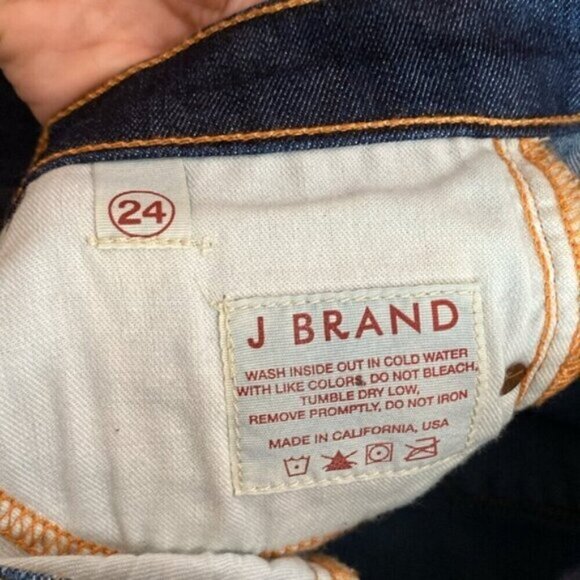 24
J BRAND
WASH INSIDE OUT IN COLD WATER
WITH LIKE COLORS, DO NOT BLEACH,
TUMBLE DRY LOW,
REMOVE PROMPTLY, DO NOT IRON
MADE IN CALIFORNIA, USA